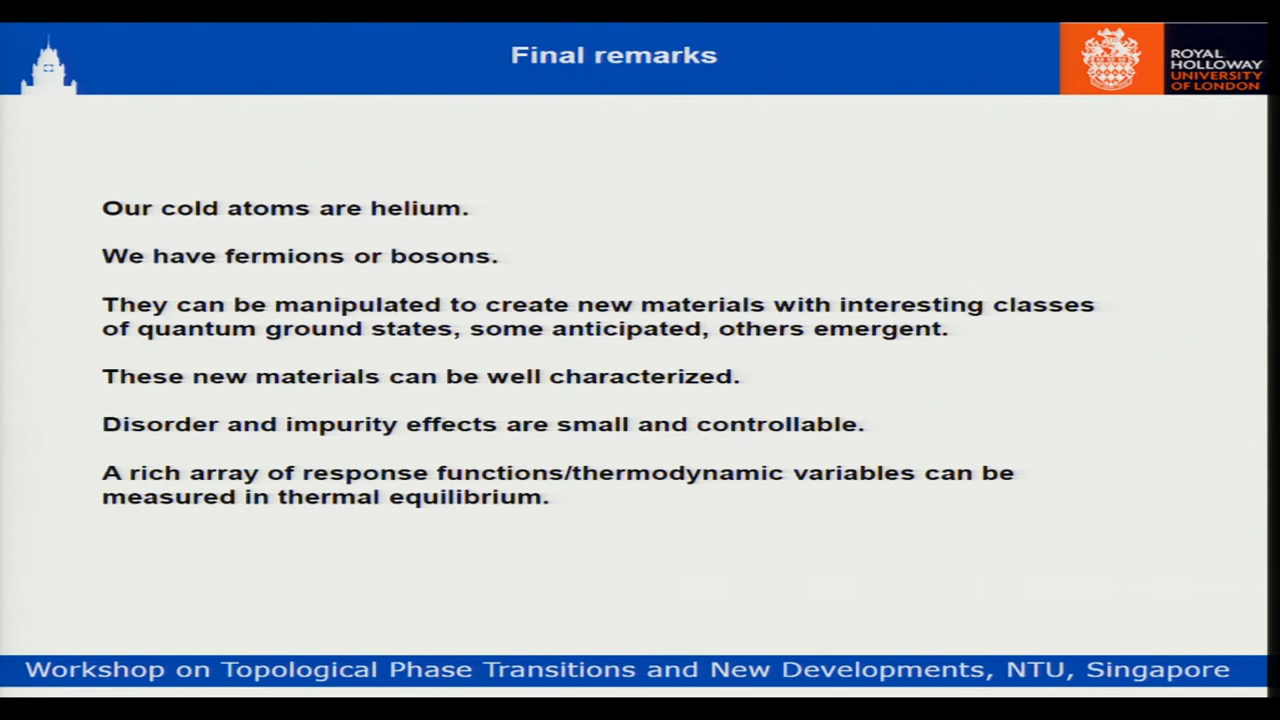 Final remarks
ROYAL
HOLLOWAY
UNIVERSITY
OF LONDON
Our cold atoms are helium.
We have fermions or bosons.
They can be manipulated to create new materials with interesting classes
of quantum ground states, some anticipated, others emergent.
These new materials can be well characterized.
Disorder and impurity effects are small and controllable.
A rich array of response functions/thermodynamic variables can be
measured in thermal equilibrium.
Workshop on Topological Phase Transitions and New Developments, NTU, Singapore